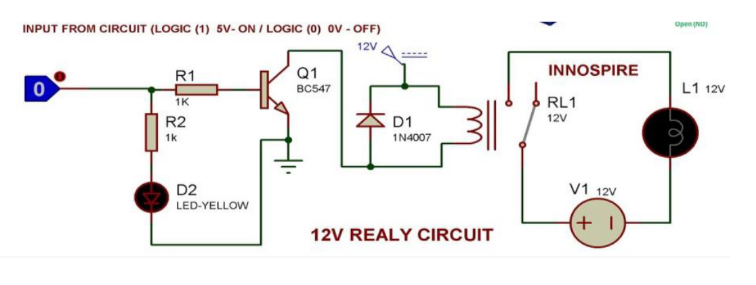 Open (NO)
INPUT FROM CIRCUIT (LOGIC (1) 5V- ON / LOGIC (0) 0V - OFF)
12V
0
R1
1K
Q1
BC547
INNOSPIRE
L1 12V
R2
1k
D1
1N4007
RL1
12V
D2
LED-YELLOW
V1 12V
12V REALY CIRCUIT